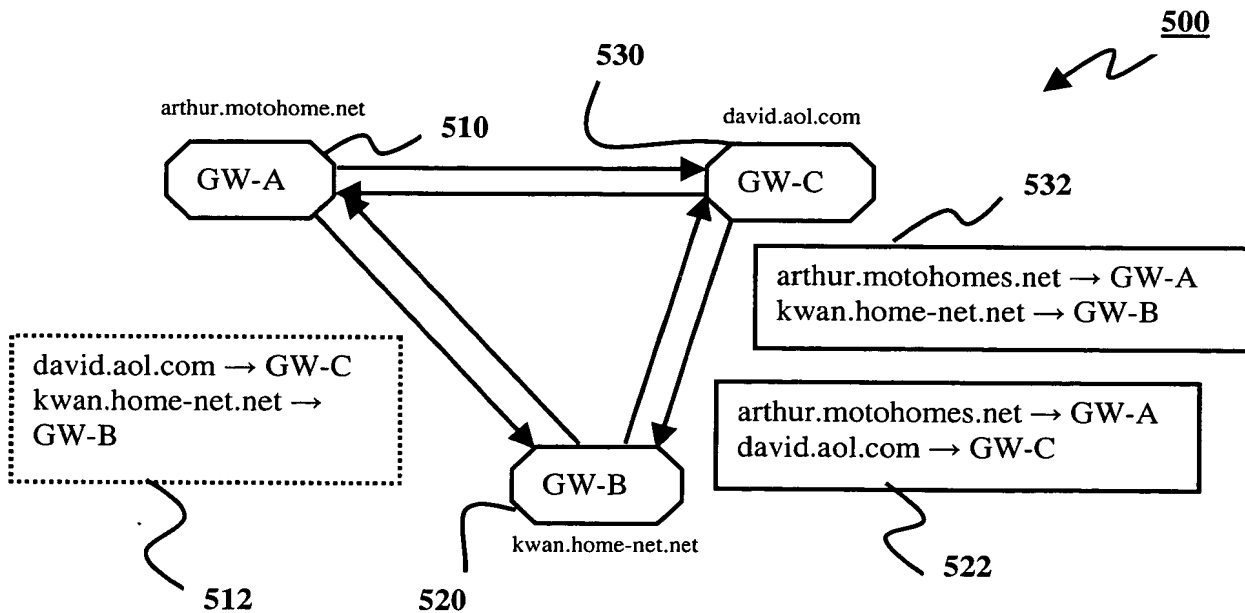 500
530
arthur.motohome.net
510
david.aol.com
GW-A
GW-C
532
arthur.motohomes.net → GW-A
kwan.home-net.net → GW-B
david.aol.com → GW-C
kwan.home-net.net →
GW-B
arthur.motohomes.net → GW-A
david.aol.com → GW-C
GW-B
kwan.home-net.net
512
520
522